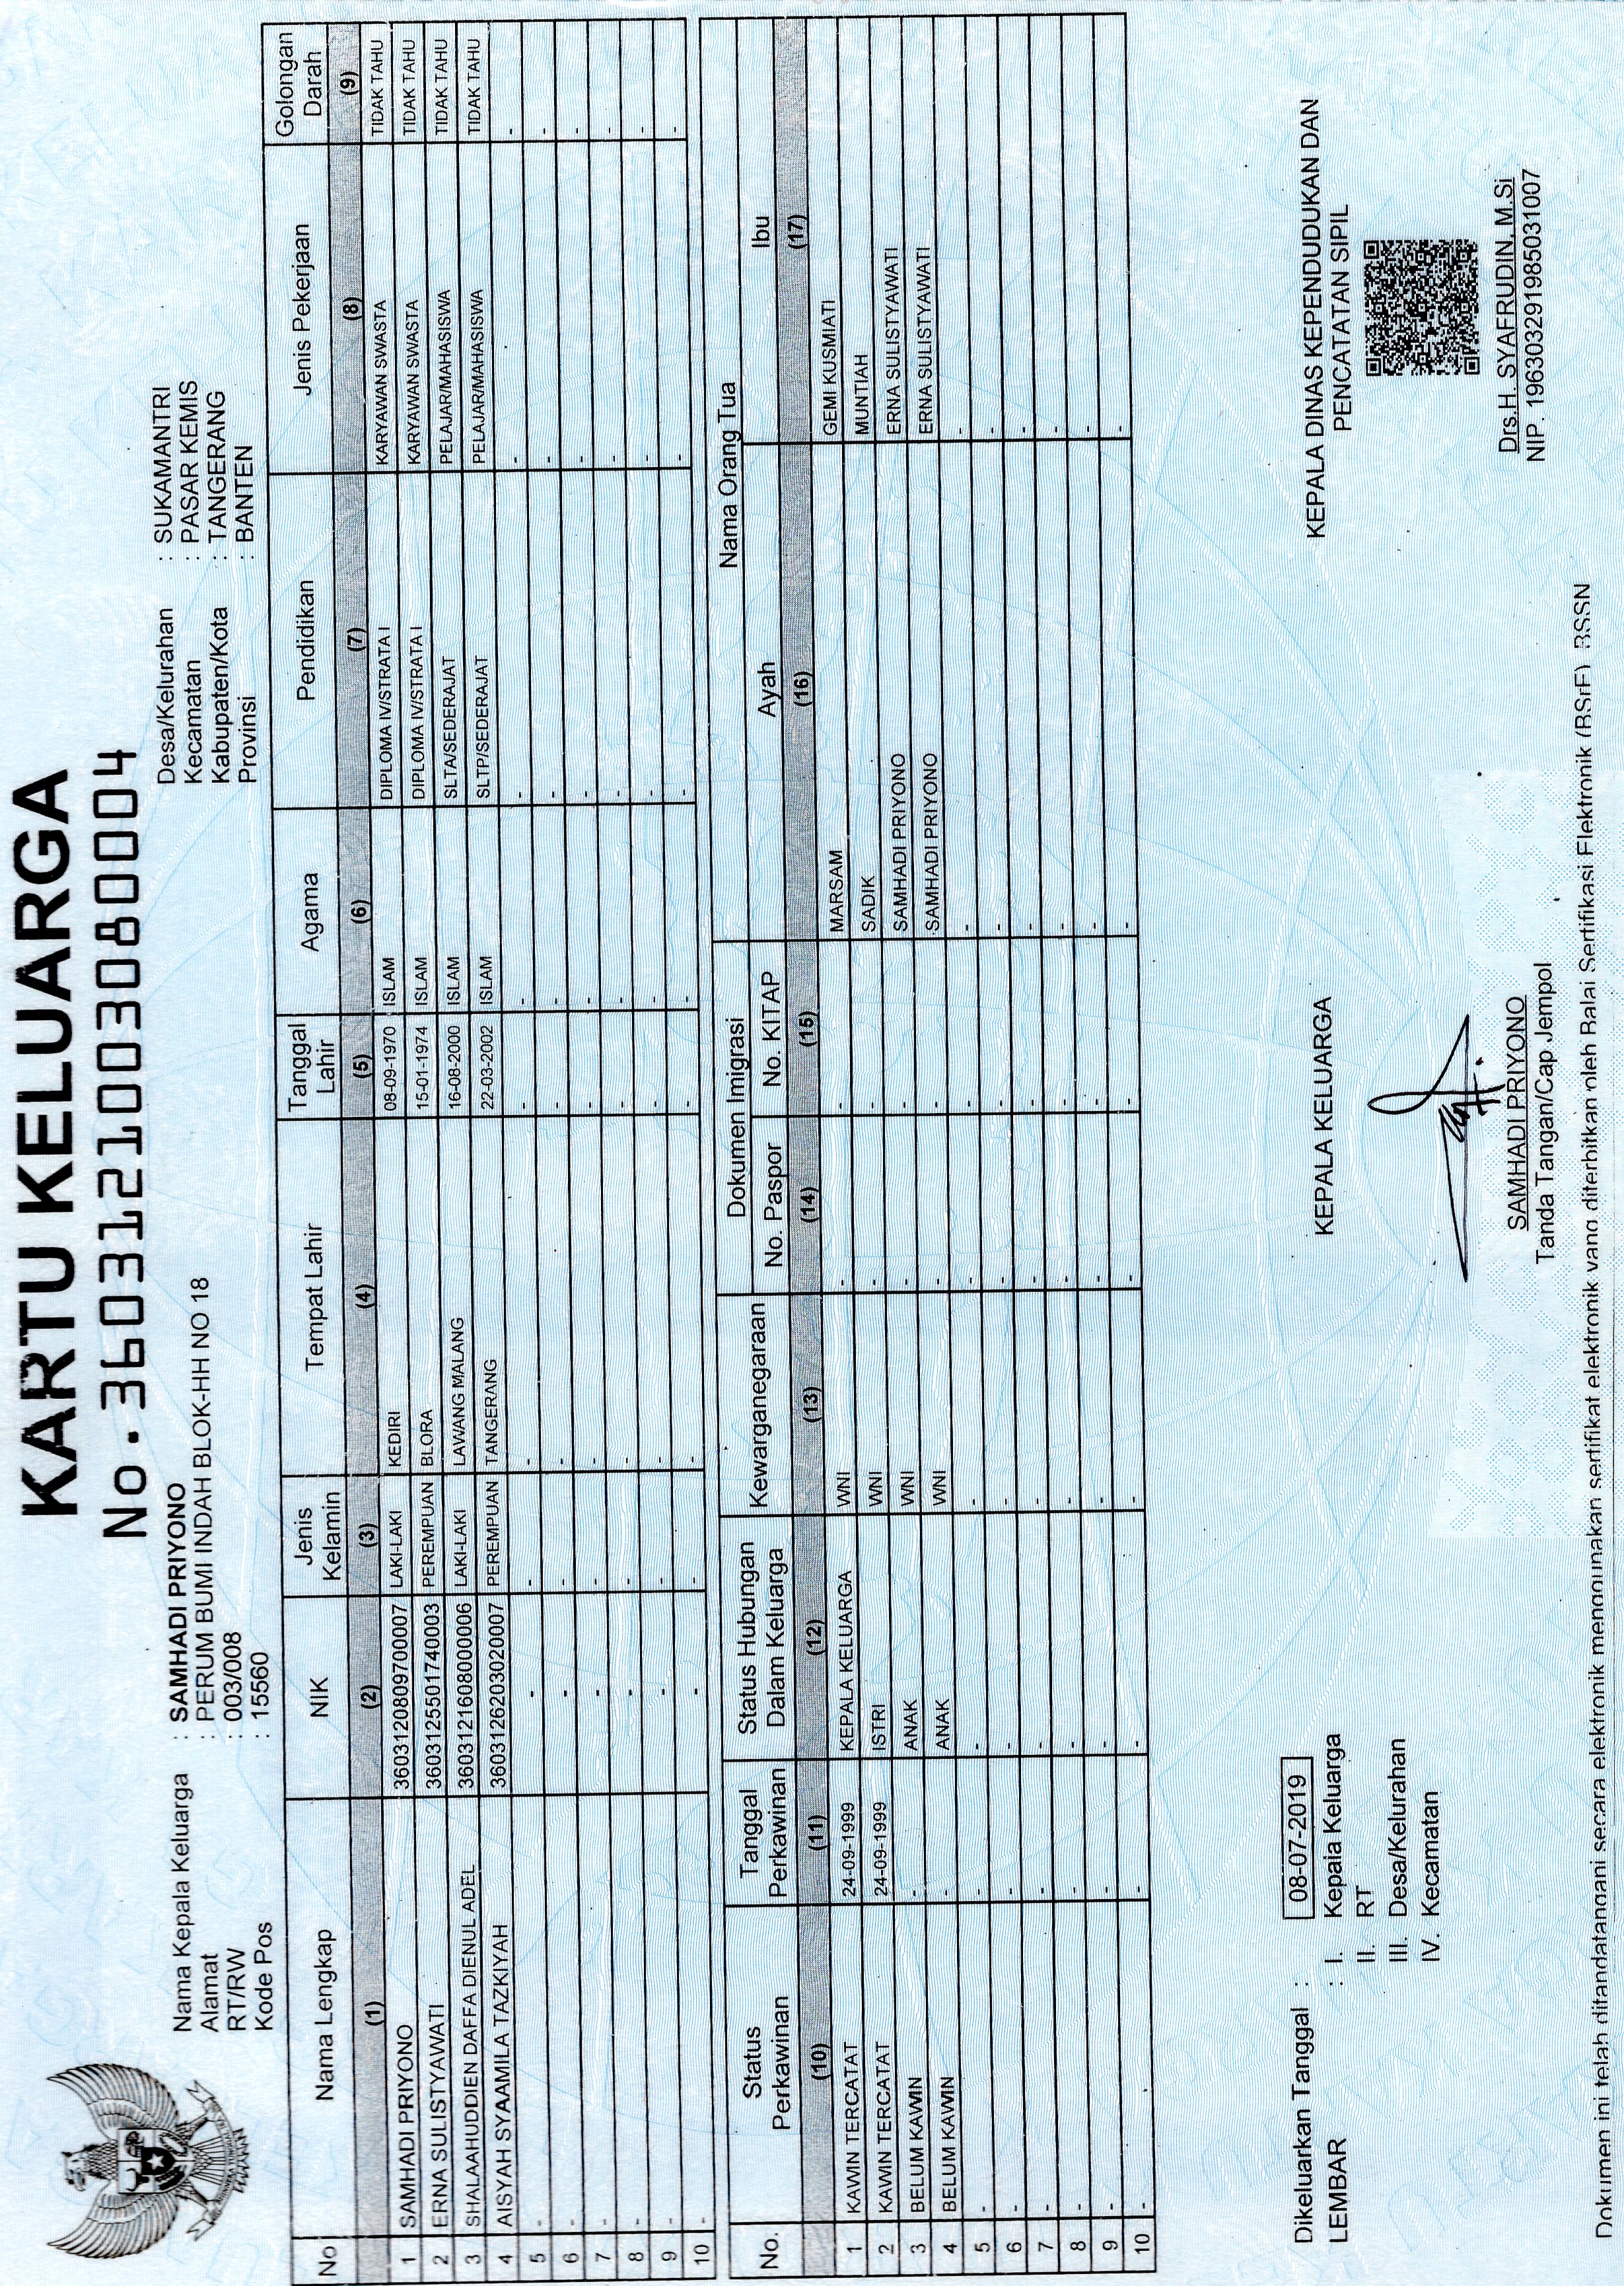 KARTU KELUARGA
No. 3603121003080004
Nama Kepala Keluarga : SAMHADI PRIYONO
Alamat : PERUM BUMI INDAH BLOK-HH NO 18
RT/RW : 003/008
Kode Pos : 15560
Desa/Kelurahan : SUKAMANTRI
Kecamatan : PASAR KEMIS
Kabupaten/Kota : TANGERANG
Provinsi : BANTEN
No Nama Lengkap NIK Jenis Kelamin Tempat Lahir Tanggal Lahir Agama Pendidikan Jenis Pekerjaan Golongan Darah
(1) (2) (3) (4) (5) (6) (7) (8) (9)
1 SAMHADI PRIYONO 3603120809700007 LAKI-LAKI KEDIRI 08-09-1970 ISLAM DIPLOMA IV/STRATA I KARYAWAN SWASTA TIDAK TAHU
2 ERNA SULISTYAWATI 3603125501740003 PEREMPUAN BLORA 15-01-1974 ISLAM DIPLOMA IV/STRATA I KARYAWAN SWASTA TIDAK TAHU
3 SHALAAHUDDIEN DAFFA DIENUL ADEL 3603121608000006 LAKI-LAKI LAWANG MALANG 16-08-2000 ISLAM SLTA/SEDERAJAT PELAJAR/MAHASISWA TIDAK TAHU
4 AISYAH SYAAMILA TAZKIYAH 3603126203020007 PEREMPUAN TANGERANG 22-03-2002 ISLAM SLTP/SEDERAJAT PELAJAR/MAHASISWA TIDAK TAHU
5 - - - - - - - - -
6 - - - - - - - - -
7 - - - - - - - - -
8 - - - - - - - - -
9 - - - - - - - - -
10 - - - - - - - - -
No. Status Perkawinan Tanggal Perkawinan Status Hubungan Dalam Keluarga Kewarganegaraan Dokumen Imigrasi Nama Orang Tua
No. Paspor No. KITAP Ayah Ibu
(10) (11) (12) (13) (14) (15) (16) (17)
1 KAWIN TERCATAT 24-09-1999 KEPALA KELUARGA WNI - - MARSAM GEMI KUSMIATI
2 KAWIN TERCATAT 24-09-1999 ISTRI WNI - - SADIK MUNTIAH
3 BELUM KAWIN - ANAK WNI - - SAMHADI PRIYONO ERNA SULISTYAWATI
4 BELUM KAWIN - ANAK WNI - - SAMHADI PRIYONO ERNA SULISTYAWATI
5 - - - - - - - -
6 - - - - - - - -
7 - - - - - - - -
8 - - - - - - - -
9 - - - - - - - -
10 - - - - - - - -
Dikeluarkan Tanggal : 08-07-2019
LEMBAR : I. Kepala Keluarga
II. RT
III. Desa/Kelurahan
IV. Kecamatan
KEPALA KELUARGA
SAMHADI PRIYONO
Tanda Tangan/Cap Jempol
KEPALA DINAS KEPENDUDUKAN DAN
PENCATATAN SIPIL
Drs.H. SYAFRUDIN, M.Si
NIP. 196303291985031007
Dokumen ini telah ditandatangani secara elektronik menggunakan sertifikat elektronik yang diterbitkan oleh Balai Sertifikasi Elektronik (BSrE) BSSN